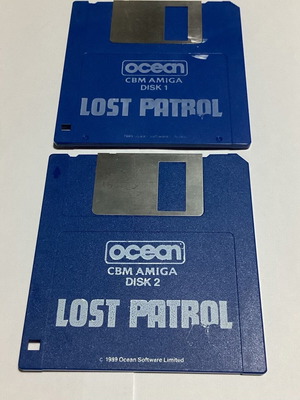 ocean
CBM AMIGA
DISK 1
LOST PATROL
ocean
CBM AMIGA
DISK 2
LOST PATROL
© 1989 Ocean Software Limited